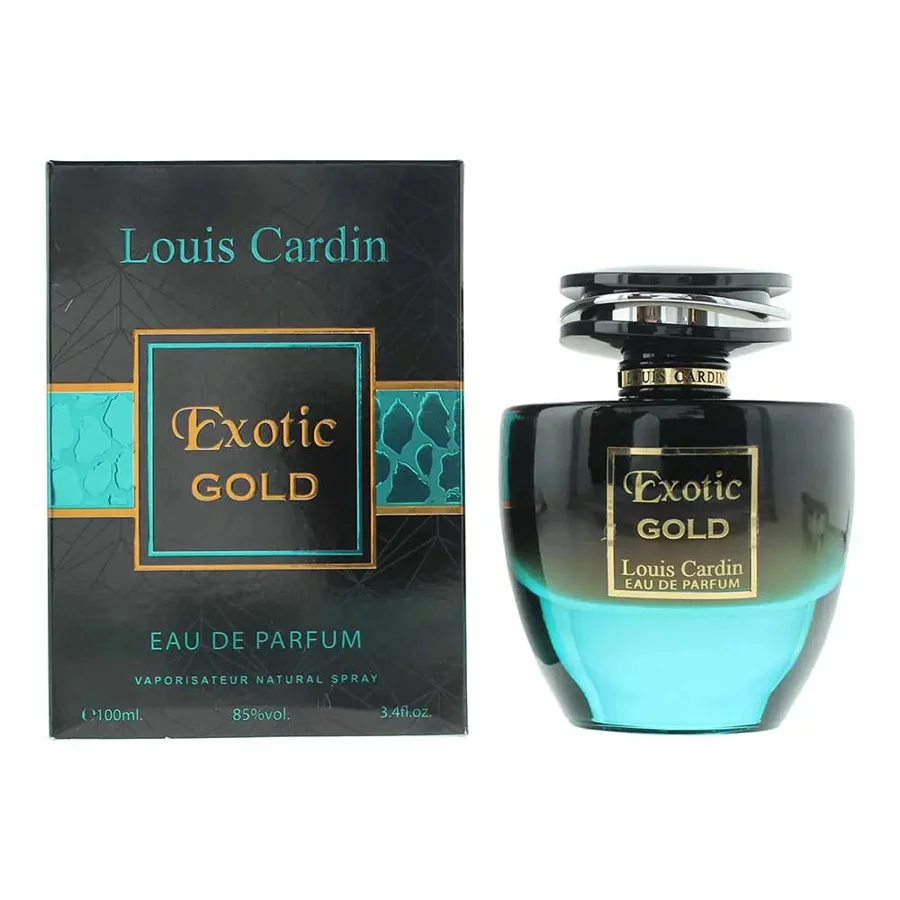 Louis Cardin
Exotic
GOLD
EAU DE PARFUM
VAPORISATEUR NATURAL SPRAY
℮100ml. 85%vol. 3.4fl.oz.
LOUIS CARDIN
Exotic
GOLD
Louis Cardin
EAU DE PARFUM